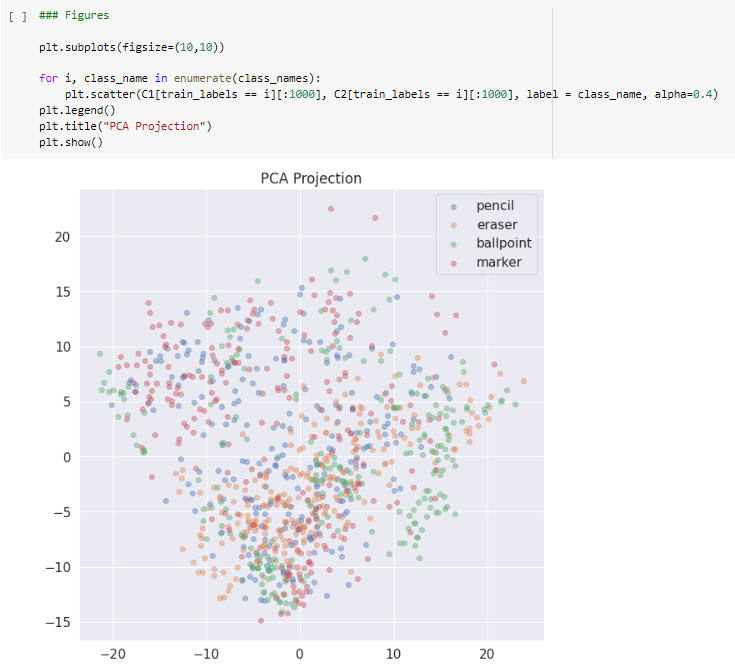 [ ] ### Figures
plt.subplots(figsize=(10,10))
for i, class_name in enumerate(class_names):
    plt.scatter(C1[train_labels == i][:1000], C2[train_labels == i][:1000], label = class_name, alpha=0.4)
plt.legend()
plt.title("PCA Projection")
plt.show()
PCA Projection
pencil
eraser
ballpoint
marker
20
15
10
5
0
−5
−10
−15
−20 −10 0 10 20